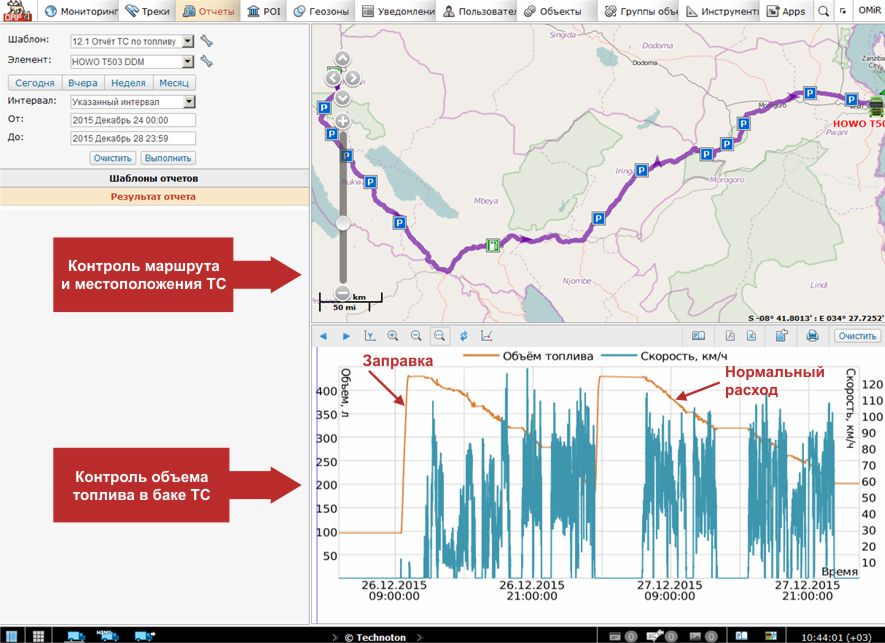 ORF 4
Мониторинг
Треки
Отчеты
POI
Геозоны
Уведомлени
Пользовате
Объекты
Группы объе
Инструмент
Apps
OMiR
Шаблон:
12.1 Отчёт ТС по топливу
Элемент:
HOWO T503 DDM
Сегодня
Вчера
Неделя
Месяц
Интервал:
Указанный интервал
От:
2015 Декабрь 24 00:00
До:
2015 Декабрь 28 23:59
Очистить
Выполнить
Шаблоны отчетов
Результат отчета
Контроль маршрута
и местоположения ТС
Контроль объема
топлива в баке ТС
Singida
Dodoma
Dodoma
Zanziba
City
HOWO T503
Pwani
Morogoro
Iringa
Mbeya
Njombe
Lindi
km
50 mi
S -08° 41.8013' : E 034° 27.7252'
Очистить
Объём топлива
Скорость, км/ч
Заправка
Нормальный
расход
Объем, л
400
350
300
250
200
150
100
50
Скорость, км/ч
120
110
100
90
80
70
60
50
40
30
20
10
Время
26.12.2015
09:00:00
26.12.2015
21:00:00
27.12.2015
09:00:00
27.12.2015
21:00:00
© Technoton
0
0
0
10:44:01 (+03)